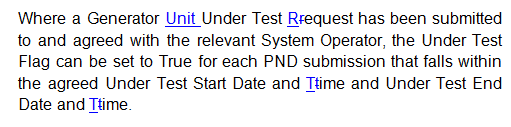 Where a Generator Unit Under Test Rrequest has been submitted
to and agreed with the relevant System Operator, the Under Test
Flag can be set to True for each PND submission that falls within
the agreed Under Test Start Date and Ttime and Under Test End
Date and Ttime.